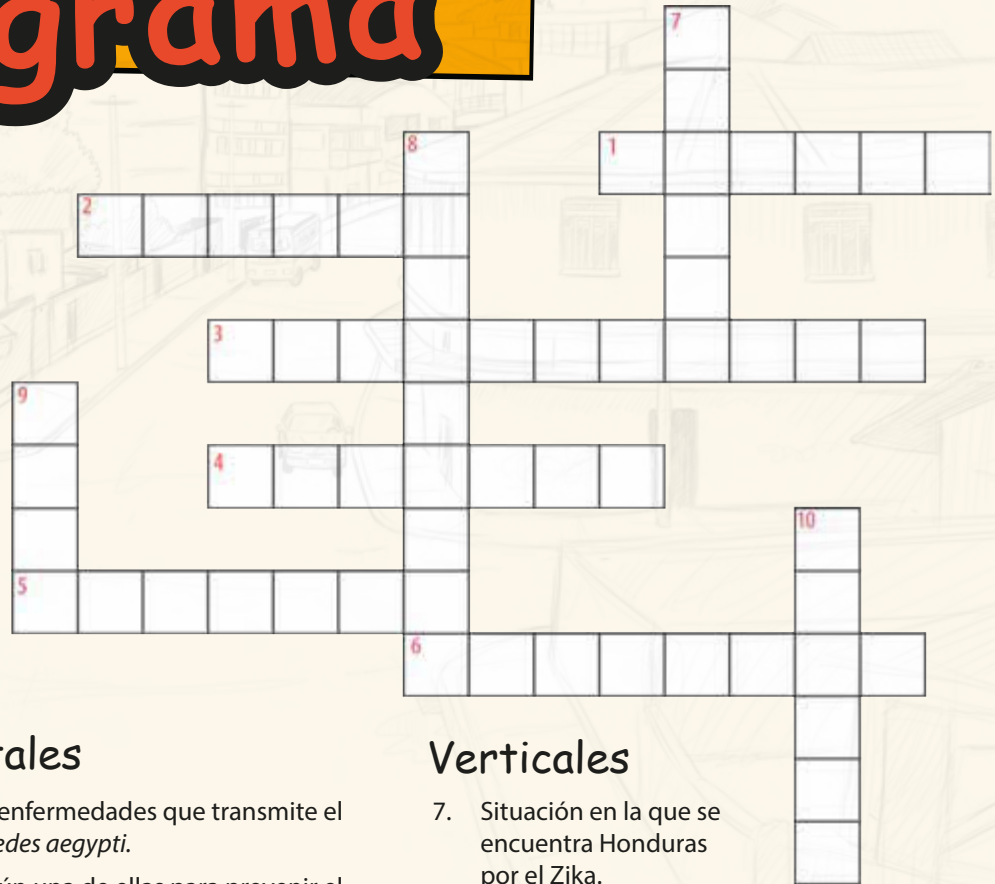 grama
7
8
1
2
3
9
4
10
5
6
tales
enfermedades que transmite el
edes aegypti.
Verticales
7. Situación en la que se
encuentra Honduras
por el Zika.